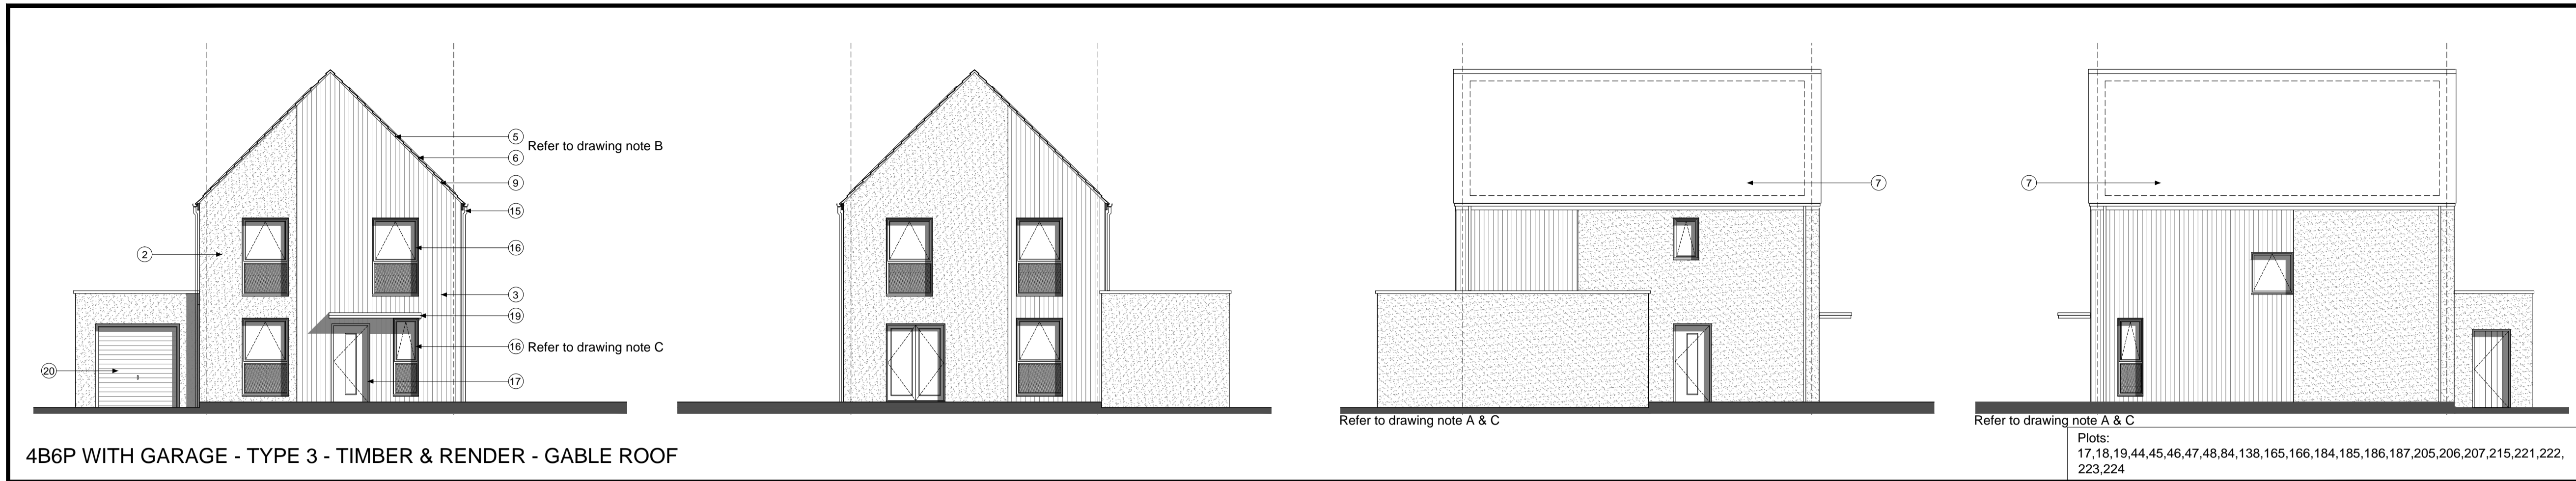 5
Refer to drawing note B
6
9
15
16
2
3
19
16 Refer to drawing note C
20
17
7
7
Refer to drawing note A & C
Refer to drawing note A & C
4B6P WITH GARAGE - TYPE 3 - TIMBER & RENDER - GABLE ROOF
Plots:
17,18,19,44,45,46,47,48,84,138,165,166,184,185,186,187,205,206,207,215,221,222,
223,224